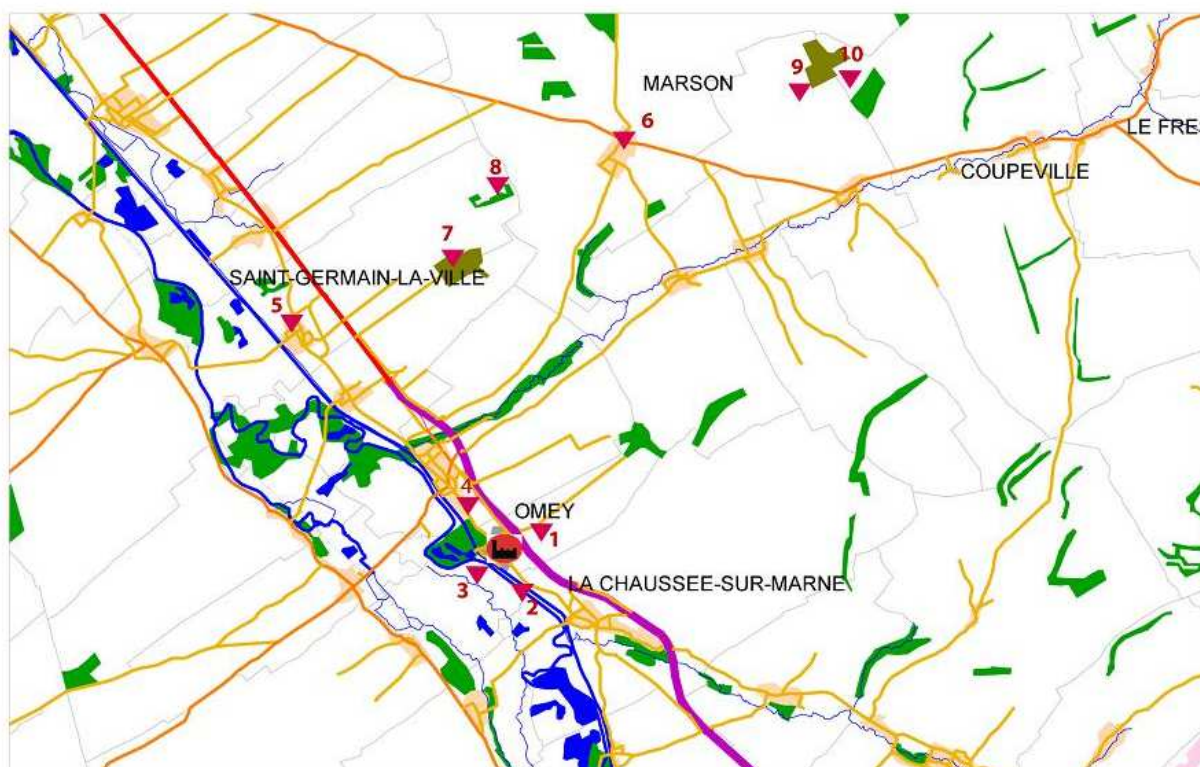 MARSON
9
10
6
LE FRE
8
COUPEVILLE
7
SAINT-GERMAIN-LA-VILLE
5
4
OMEY
1
3
LA CHAUSSEE-SUR-MARNE
2